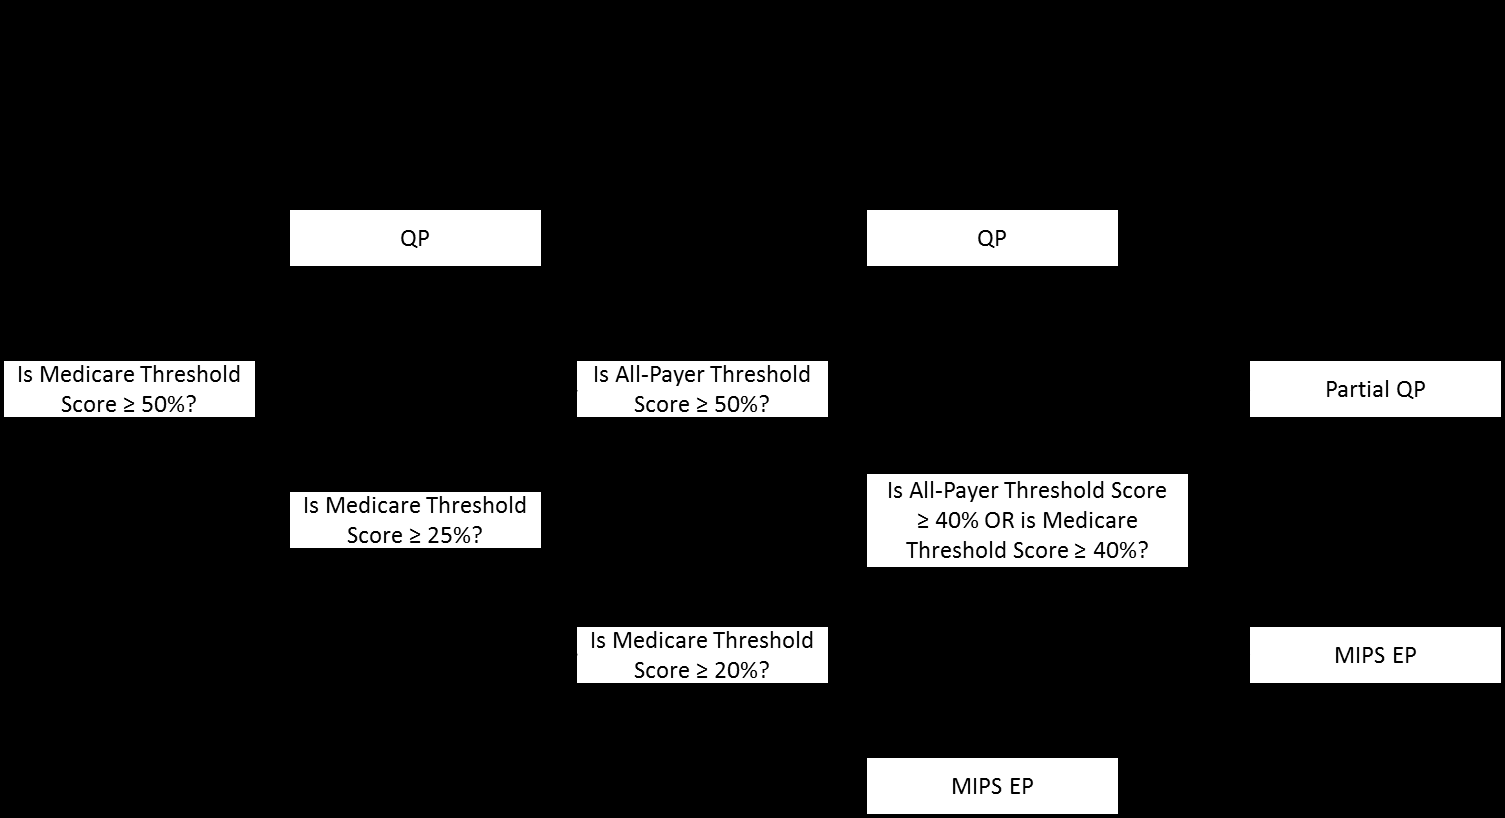 QP
QP
Is Medicare Threshold
Score ≥ 50%?
Is All-Payer Threshold
Score ≥ 50%?
Partial QP
Is Medicare Threshold
Score ≥ 25%?
Is All-Payer Threshold Score
≥ 40% OR is Medicare
Threshold Score ≥ 40%?
Is Medicare Threshold
Score ≥ 20%?
MIPS EP
MIPS EP